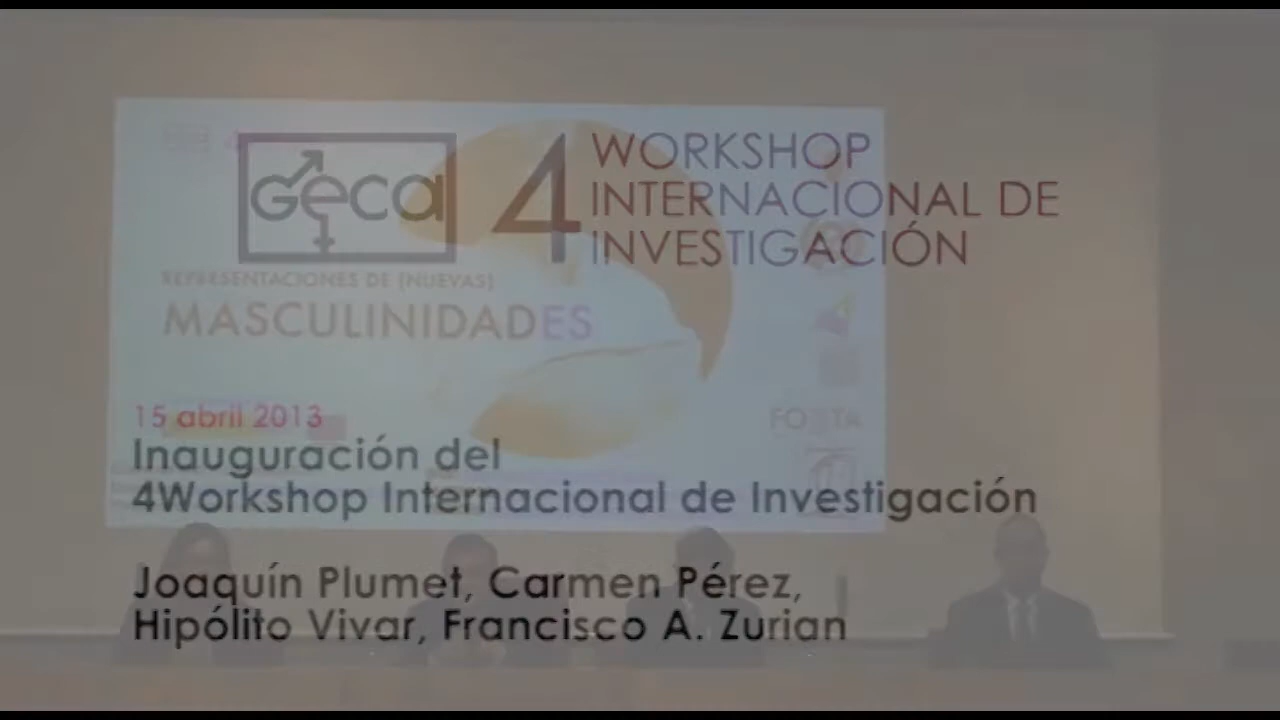 Geca
4
WORKSHOP
INTERNACIONAL DE
INVESTIGACIÓN
REPRESENTACIONES DE (NUEVAS)
MASCULINIDADES
15 abril 2013
Inauguración del
4Workshop Internacional de Investigación
Joaquín Plumet, Carmen Pérez,
Hipólito Vivar, Francisco A. Zurian